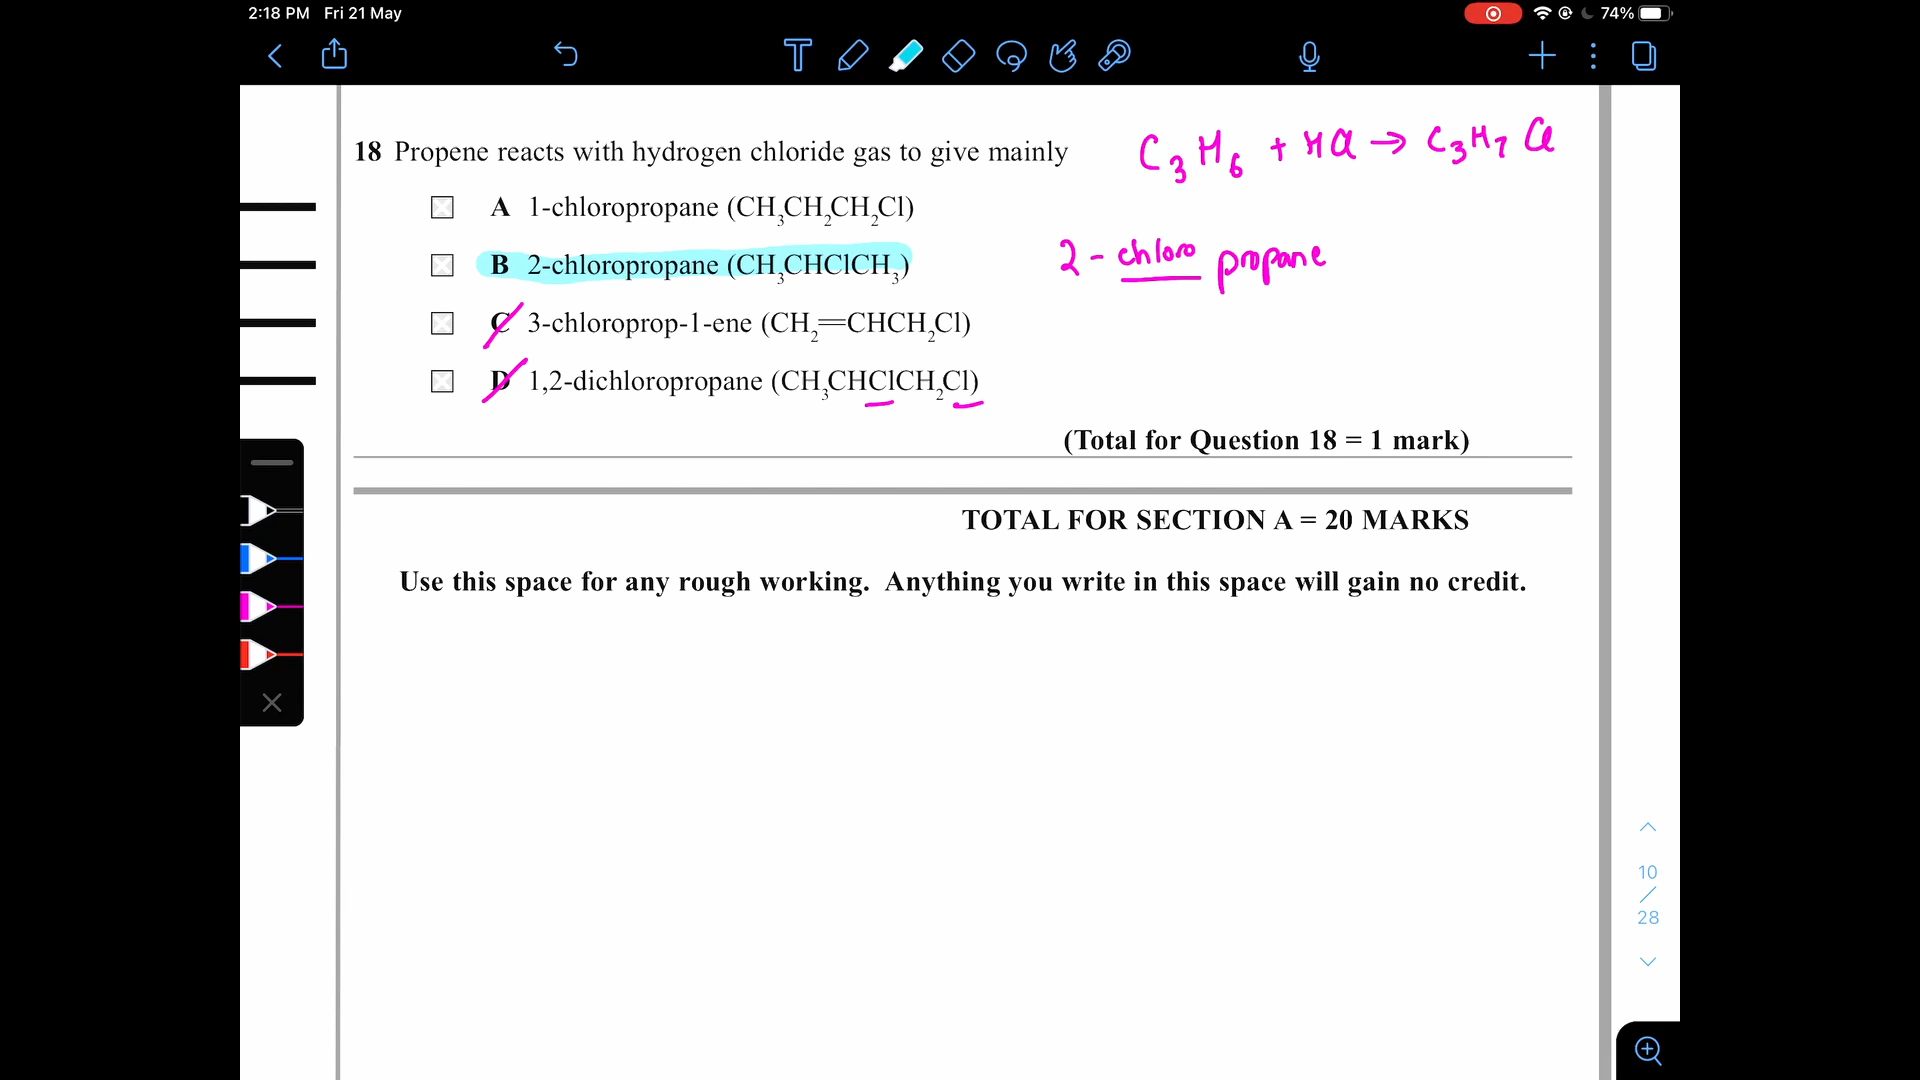 2:18 PM Fri 21 May
74%
18 Propene reacts with hydrogen chloride gas to give mainly
C₃H₆ + HCl → C₃H₇Cl
A 1-chloropropane (CH₃CH₂CH₂Cl)
B 2-chloropropane (CH₃CHClCH₃)
2-chloro propane
C 3-chloroprop-1-ene (CH₂=CHCH₂Cl)
D 1,2-dichloropropane (CH₃CHClCH₂Cl)
(Total for Question 18 = 1 mark)
TOTAL FOR SECTION A = 20 MARKS
Use this space for any rough working. Anything you write in this space will gain no credit.
10
/
28